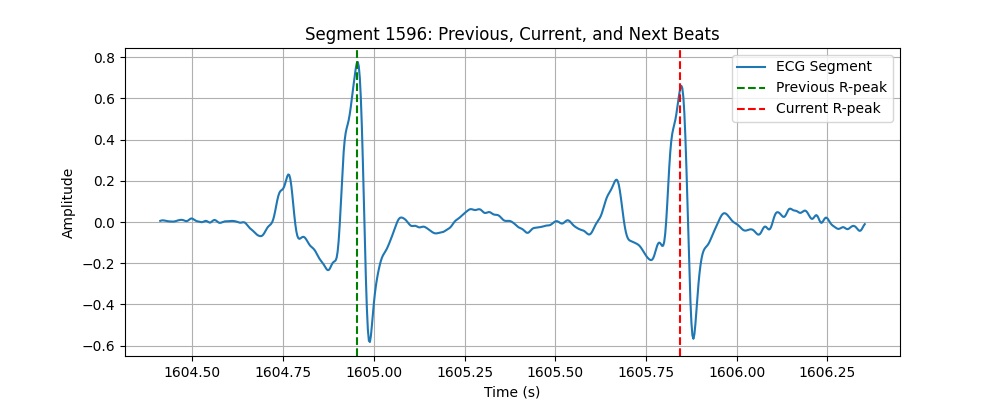 Segment 1596: Previous, Current, and Next Beats
ECG Segment
Previous R-peak
Current R-peak
Amplitude
0.8
0.6
0.4
0.2
0.0
−0.2
−0.4
−0.6
1604.50 1604.75 1605.00 1605.25 1605.50 1605.75 1606.00 1606.25
Time (s)